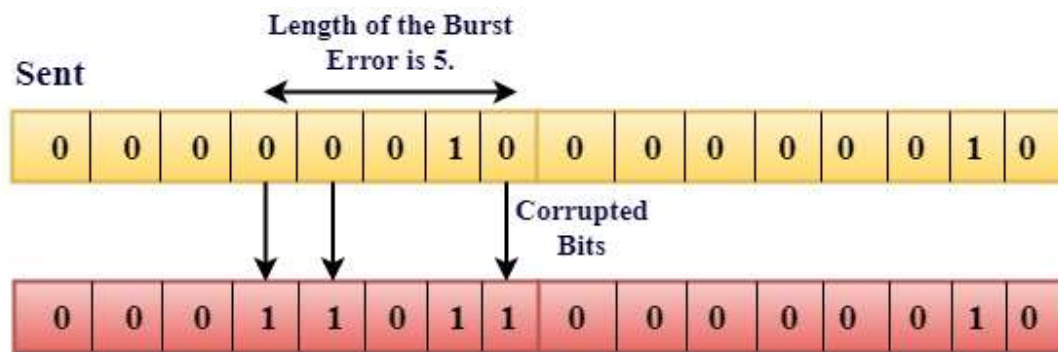 Length of the Burst
Error is 5.
Sent
0 0 0 0 0 0 1 0 0 0 0 0 0 0 1 0
Corrupted
Bits
0 0 0 1 1 0 1 1 0 0 0 0 0 0 1 0